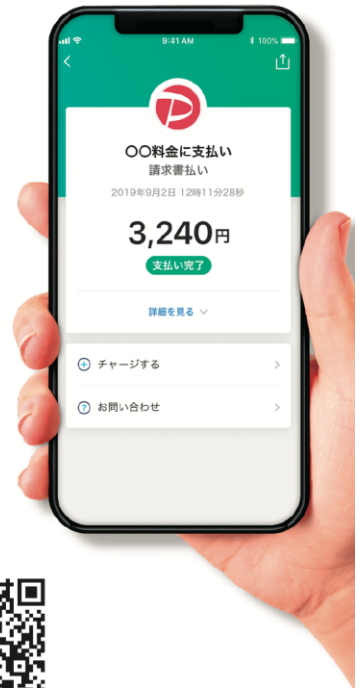 9:41 AM 100%
〇〇料金に支払い
請求書払い
2019年9月2日 12時11分28秒
3,240円
支払い完了
詳細を見る
チャージする
お問い合わせ